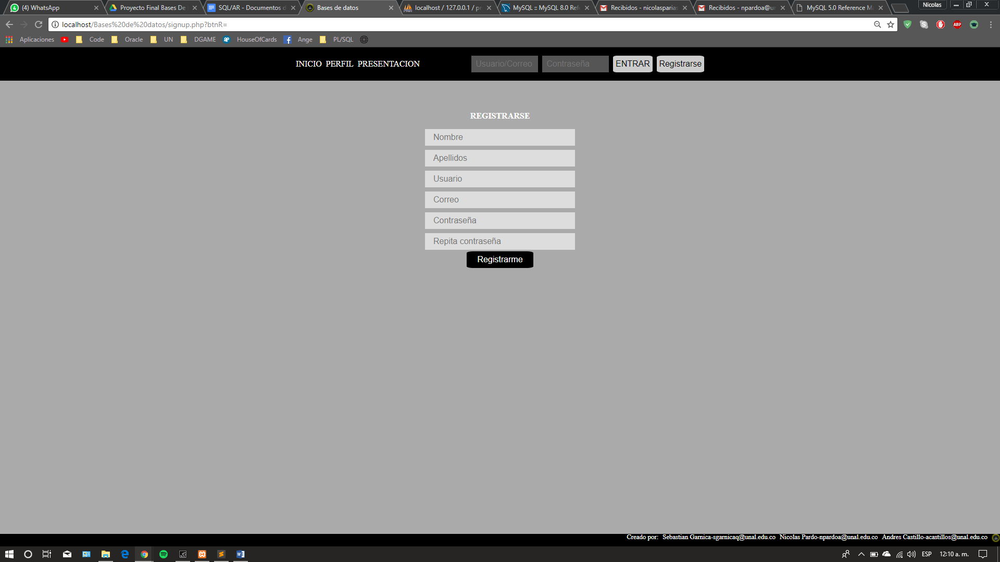 (4) WhatsApp
Proyecto Final Bases De
SQL/AR - Documentos d
Bases de datos
localhost / 127.0.0.1 / pr
MySQL :: MySQL 8.0 Ref
Recibidos - nicolasparias
Recibidos - npardoa@un
MySQL 5.0 Reference Ma
Nicolas
localhost/Bases%20de%20datos/signup.php?btnR=
ABP
Aplicaciones Code Oracle UN DGAME HouseOfCards Ange PL/SQL
INICIO PERFIL PRESENTACION Usuario/Correo Contraseña ENTRAR Registrarse
REGISTRARSE
Nombre
Apellidos
Usuario
Correo
Contraseña
Repita contraseña
Registrarme
Creado por: Sebastian Garnica-sgarnicaq@unal.edu.co Nicolas Pardo-npardoa@unal.edu.co Andres Castillo-acastillos@unal.edu.co
ESP 12:10 a. m.